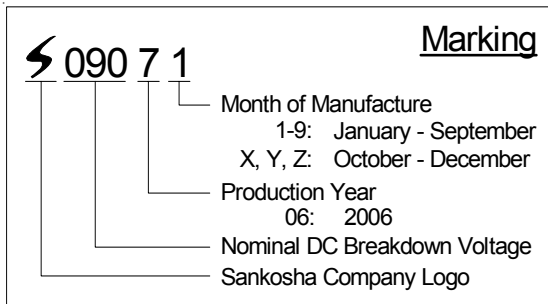 Marking
090 7 1
Month of Manufacture
1-9: January - September
X, Y, Z: October - December
Production Year
06: 2006
Nominal DC Breakdown Voltage
Sankosha Company Logo